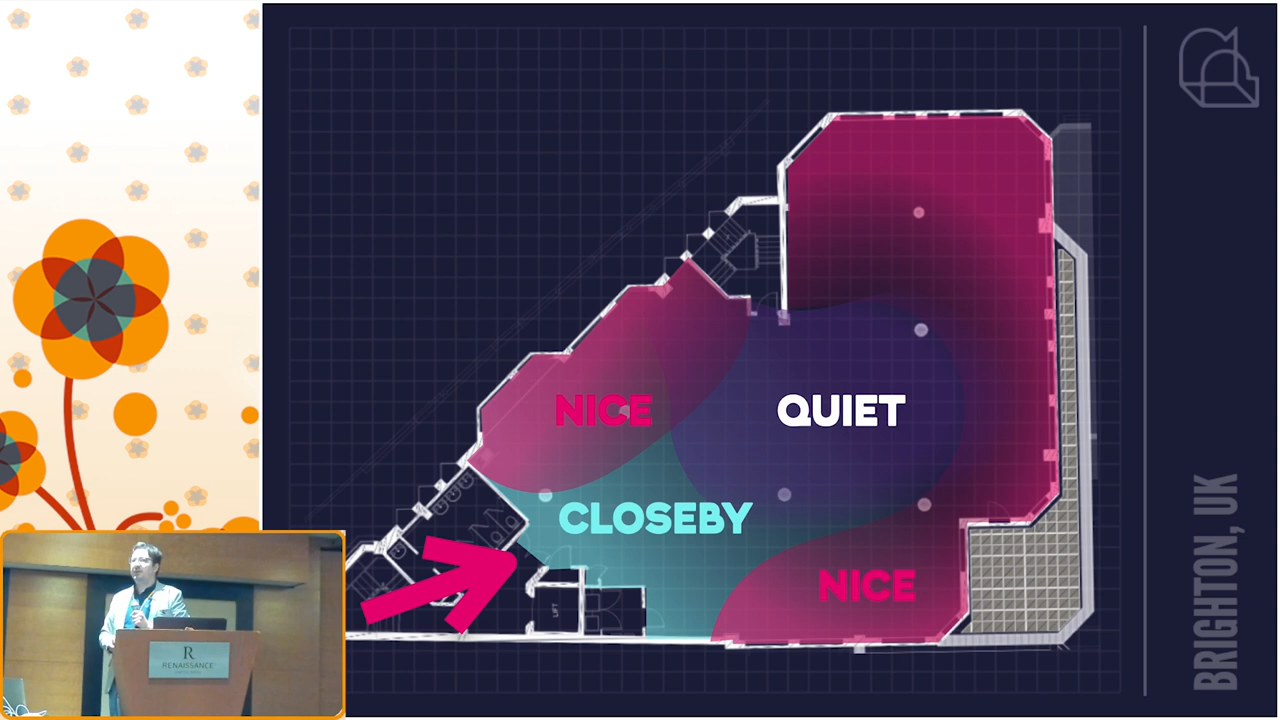 NICE
QUIET
CLOSEBY
NICE
LIFT
BRIGHTON, UK
R
RENAISSANCE